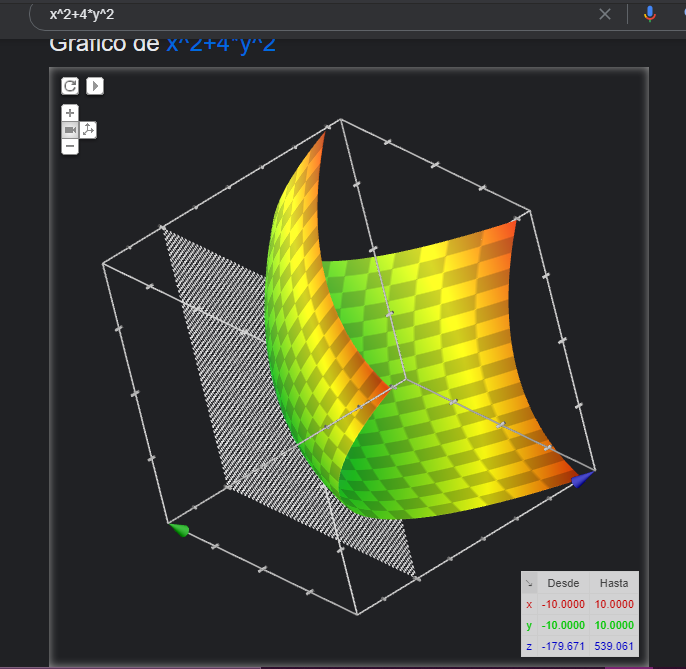 x^2+4*y^2
Gráfico de x^2+4*y^2
Desde Hasta
x -10.0000 10.0000
y -10.0000 10.0000
z -179.671 539.061